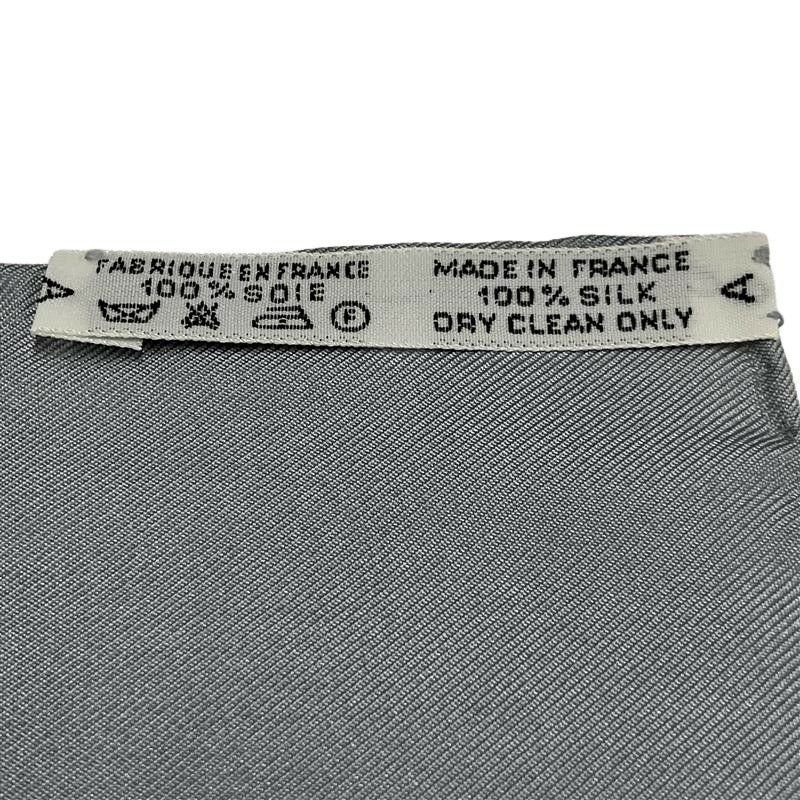 FABRIQUE EN FRANCE
100% SOIE
P
MADE IN FRANCE
100% SILK
DRY CLEAN ONLY
A
A